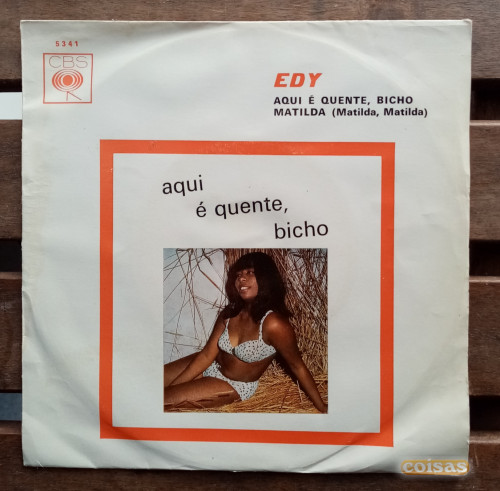 5341
CBS
EDY
AQUI É QUENTE, BICHO
MATILDA (Matilda, Matilda)
aqui
é quente,
bicho
coisas